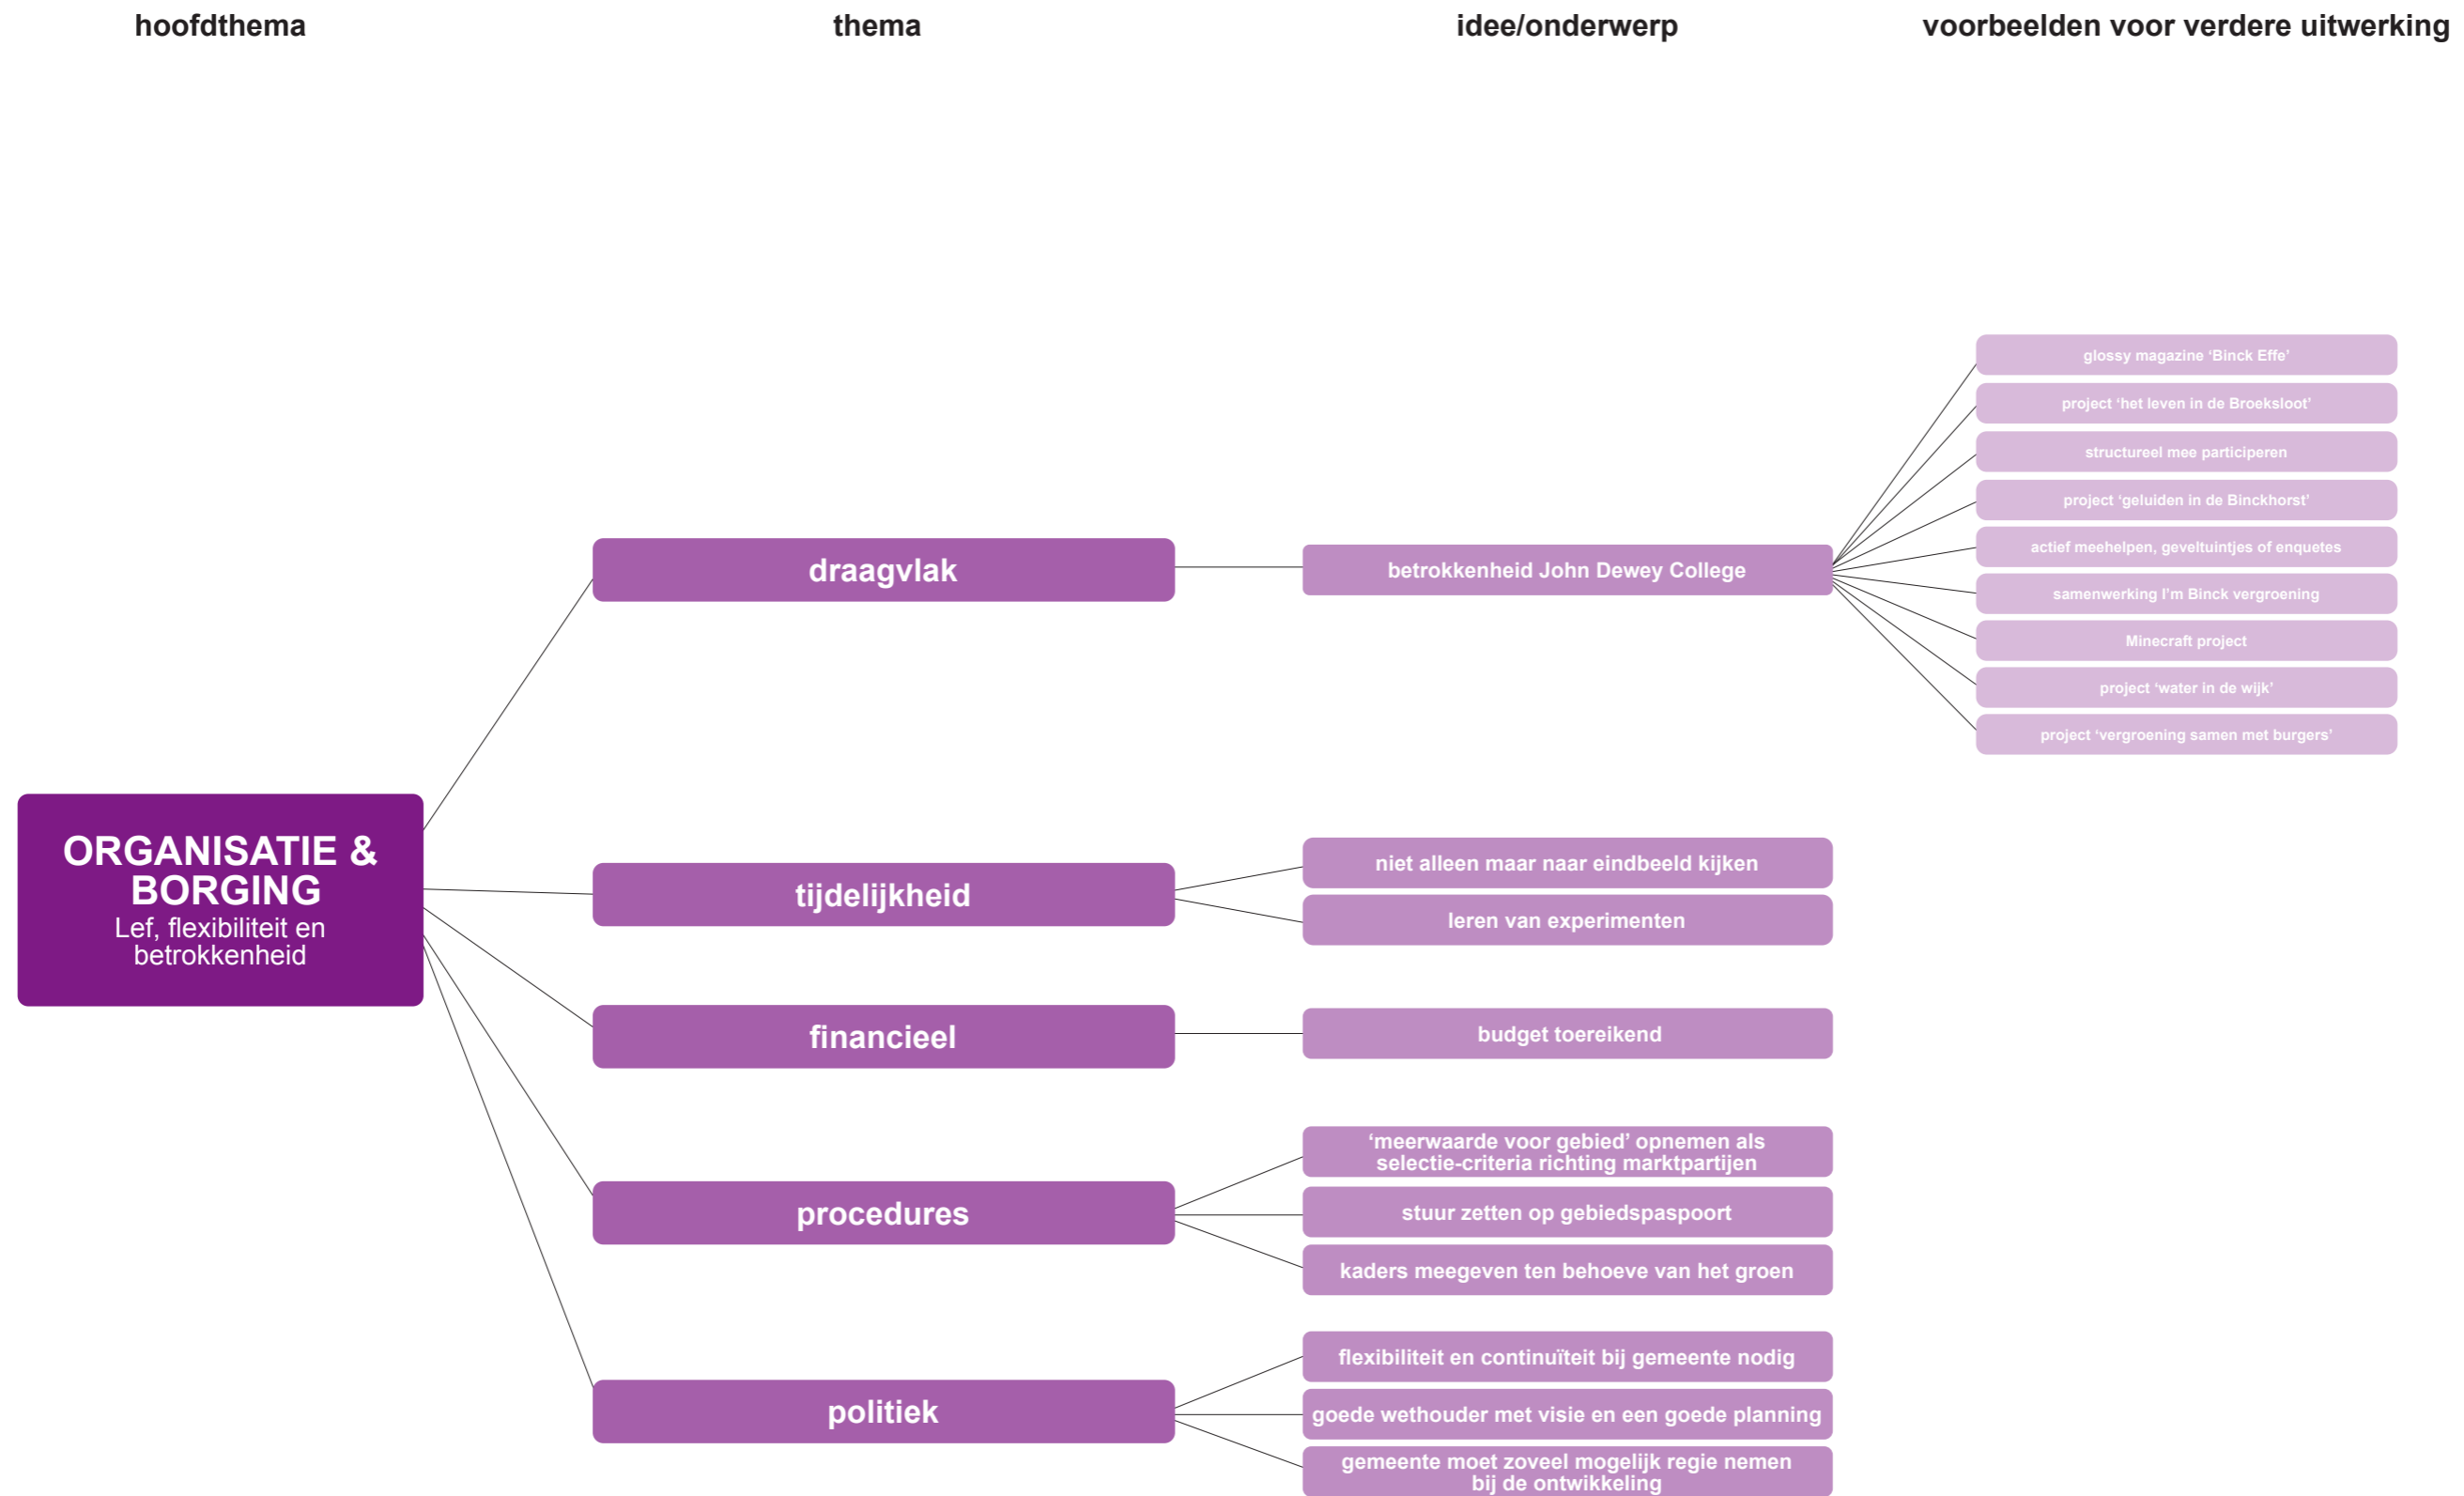 hoofdthema
thema
idee/onderwerp
voorbeelden voor verdere uitwerking
ORGANISATIE &
BORGING
Lef, flexibiliteit en
betrokkenheid
draagvlak
betrokkenheid John Dewey College
glossy magazine ‘Binck Effe’
project ‘het leven in de Broeksloot’
structureel mee participeren
project ‘geluiden in de Binckhorst’
actief meehelpen, geveltuintjes of enquetes
samenwerking I’m Binck vergroening
Minecraft project
project ‘water in de wijk’
project ‘vergroening samen met burgers’
tijdelijkheid
niet alleen maar naar eindbeeld kijken
leren van experimenten
financieel
budget toereikend
procedures
‘meerwaarde voor gebied’ opnemen als
selectie-criteria richting marktpartijen
stuur zetten op gebiedspaspoort
kaders meegeven ten behoeve van het groen
politiek
flexibiliteit en continuïteit bij gemeente nodig
goede wethouder met visie en een goede planning
gemeente moet zoveel mogelijk regie nemen
bij de ontwikkeling